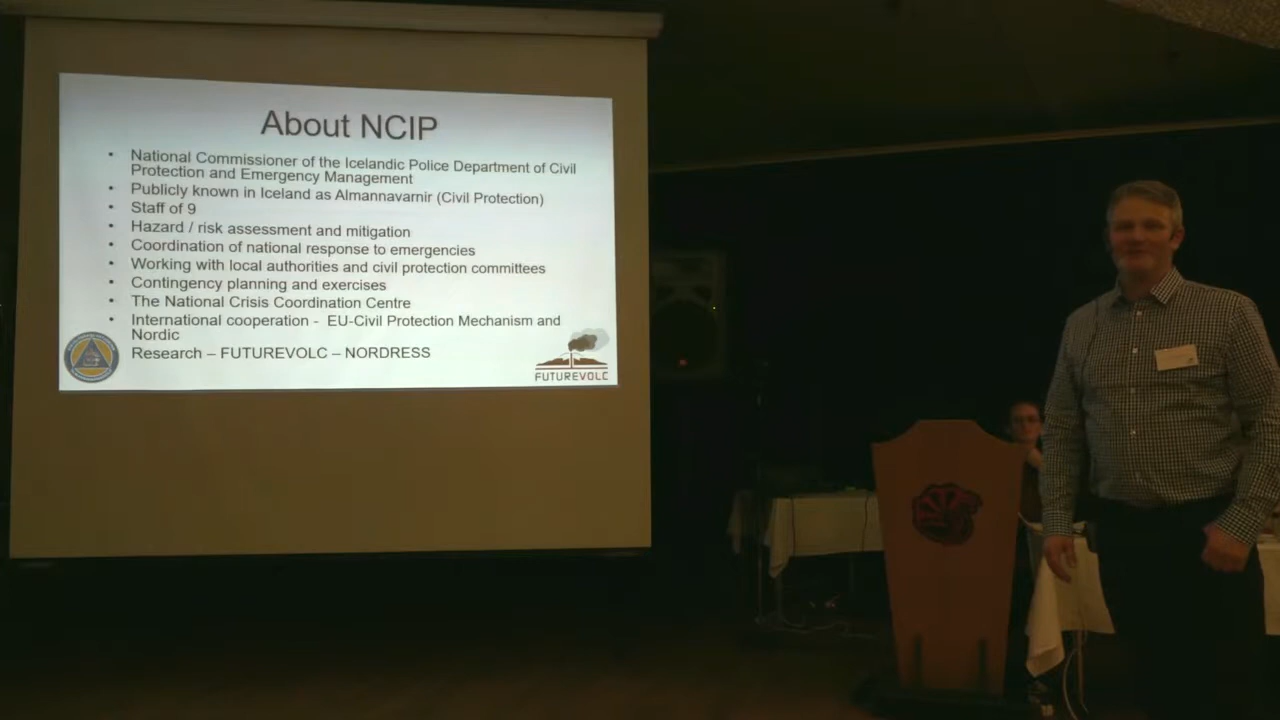 About NCIP
• National Commissioner of the Icelandic Police Department of Civil
Protection and Emergency Management
• Publicly known in Iceland as Almannavarnir (Civil Protection)
• Staff of 9
• Hazard / risk assessment and mitigation
• Coordination of national response to emergencies
• Working with local authorities and civil protection committees
• Contingency planning and exercises
• The National Crisis Coordination Centre
• International cooperation - EU-Civil Protection Mechanism and
Nordic
Research – FUTUREVOLC – NORDRESS
FUTUREVOLC